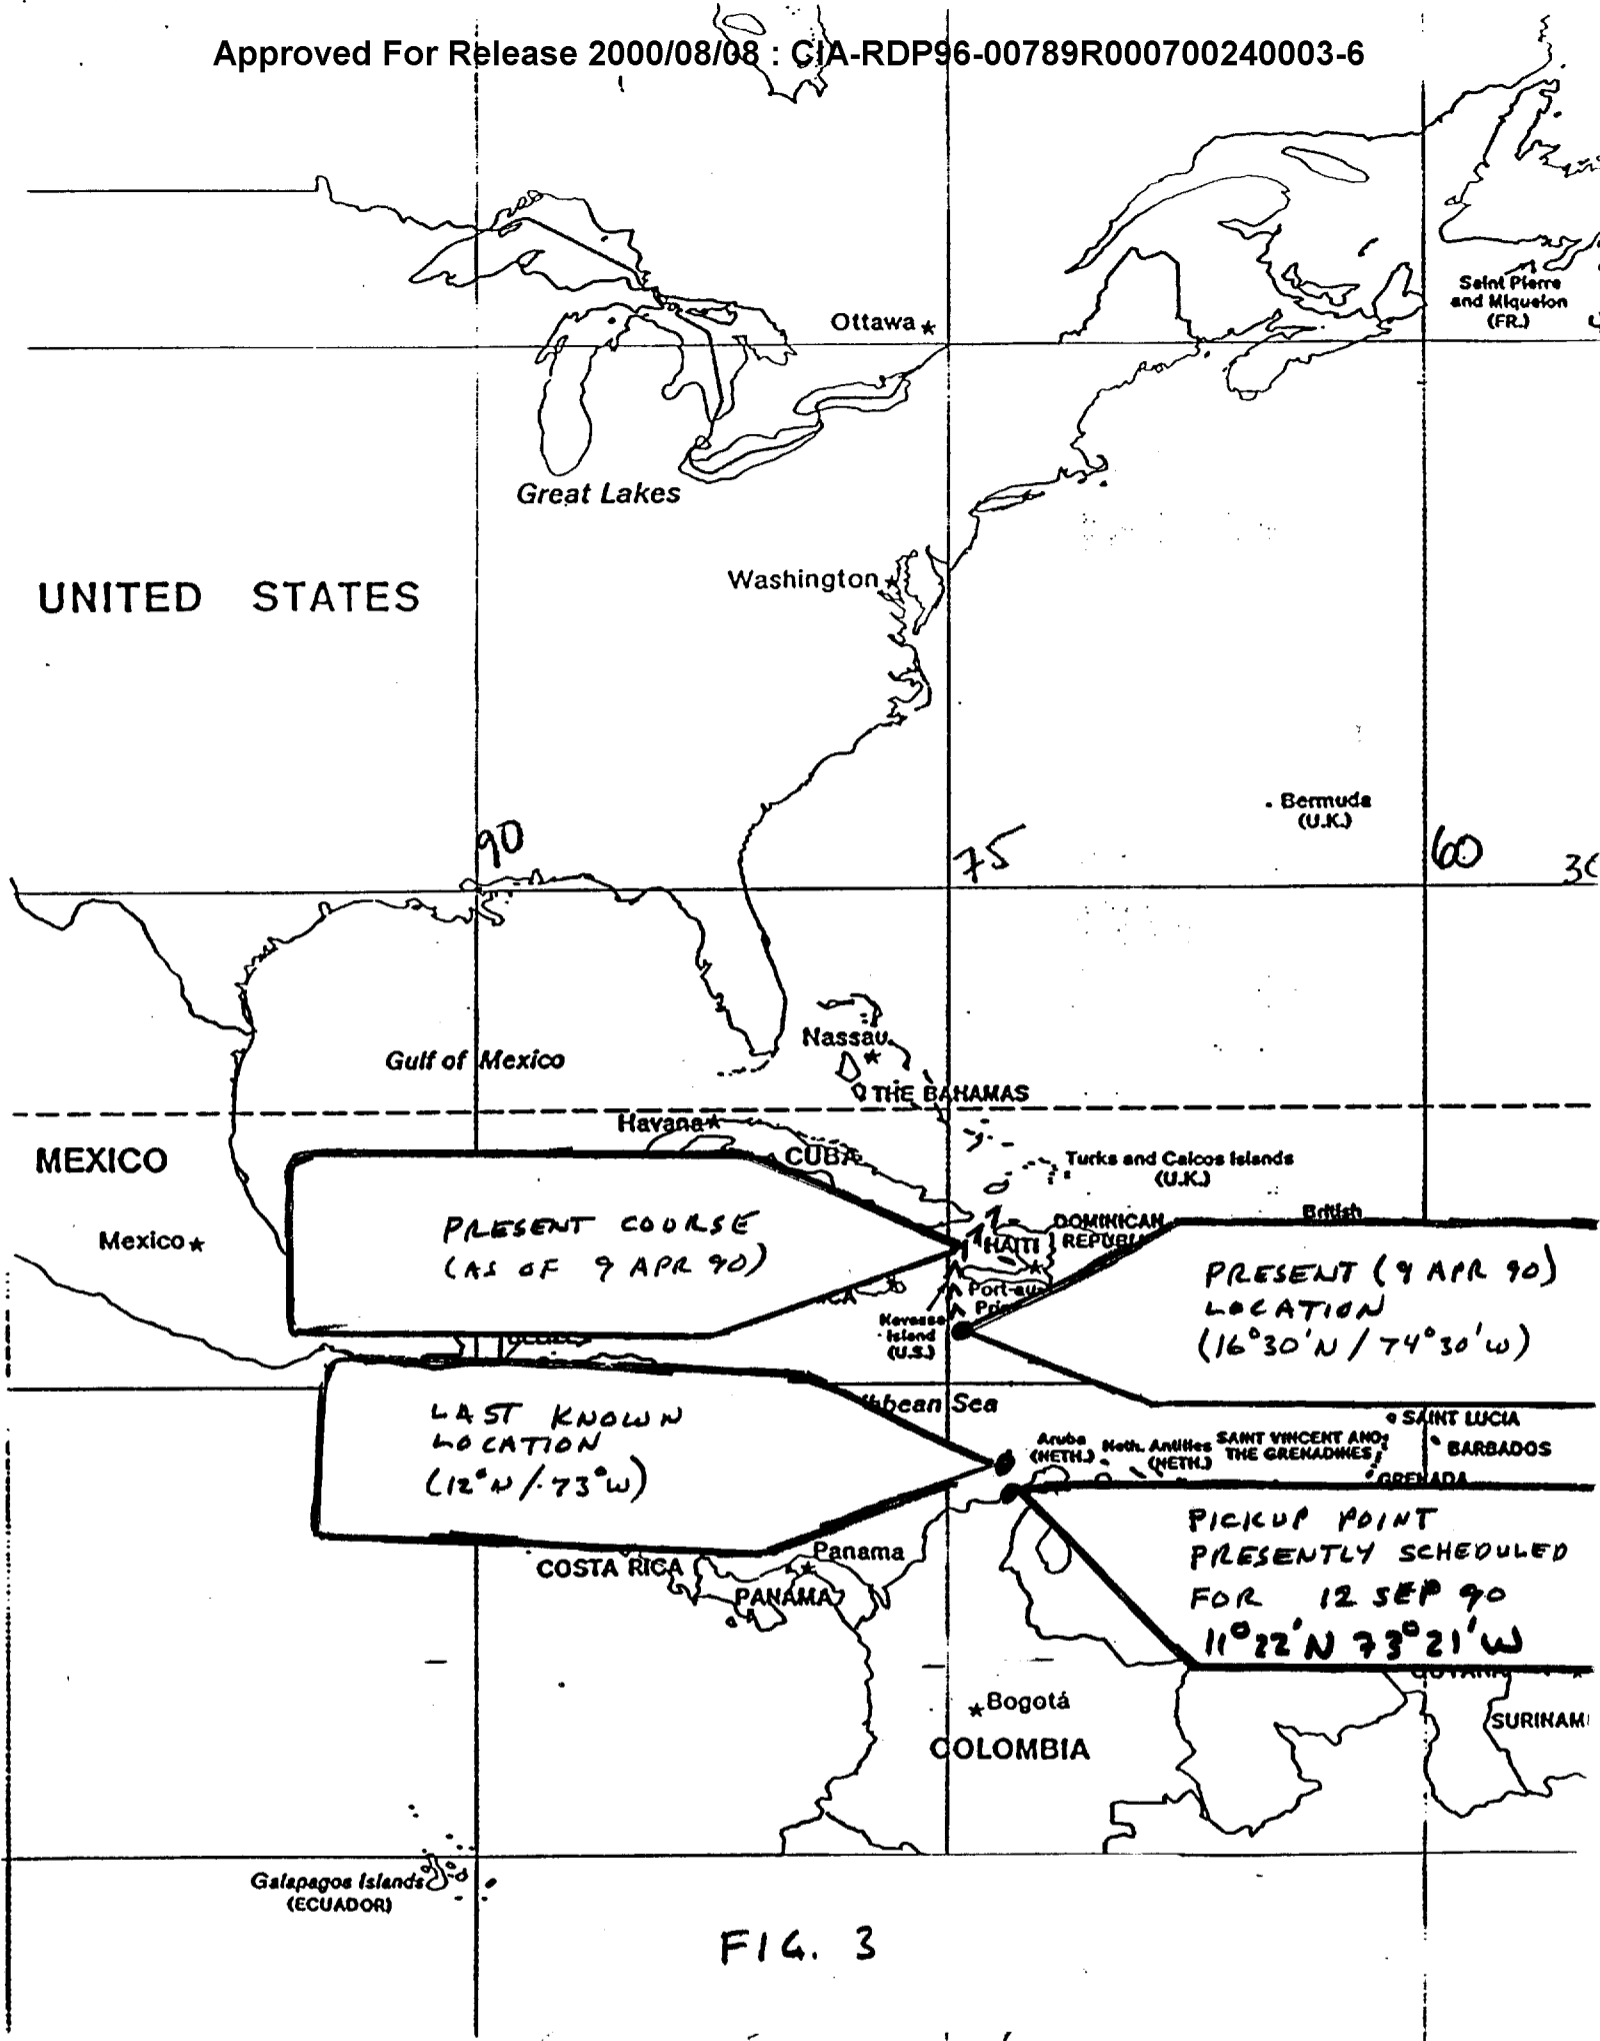 Approved For Release 2000/08/08 : CIA-RDP96-00789R000700240003-6
Saint Pierre
and Miquelon
(FR.)
Ottawa
Great Lakes
Washington
UNITED STATES
Bermuda
(U.K.)
90
75
60
Nassau
Gulf of Mexico
THE BAHAMAS
Havana
CUBA
MEXICO
Turks and Caicos Islands
(U.K.)
Mexico
PRESENT COURSE
(AS OF 9 APR 90)
HAITI
DOMINICAN
REPUBLI
British
Port-au-
Prin
Navassa
Island
(U.S.)
PRESENT (9 APR 90)
LOCATION
(16°30'N / 74°30'W)
LAST KNOWN
LOCATION
(12°N / 73°W)
bbean Sea
Aruba
(NETH.)
Neth. Antilles
(NETH.)
SAINT VINCENT AND
THE GRENADINES
SAINT LUCIA
BARBADOS
GRENADA
PICKUP POINT
PRESENTLY SCHEDULED
FOR 12 SEP 90
11°22'N 73°21'W
COSTA RICA
Panama
PANAMA
GUYANA
Bogotá
COLOMBIA
SURINAM
Galapagos Islands
(ECUADOR)
FIG. 3